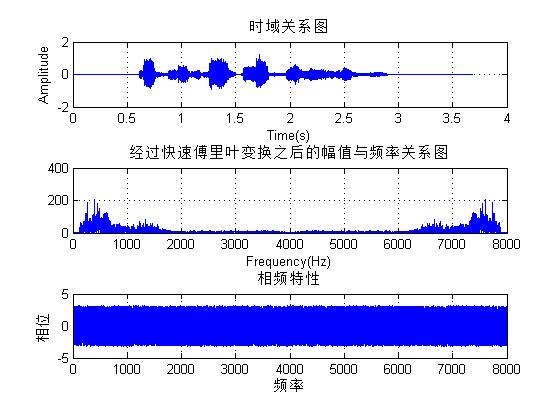 时域关系图
2
0
-2
Amplitude
0 0.5 1 1.5 2 2.5 3 3.5 4
Time(s)
经过快速傅里叶变换之后的幅值与频率关系图
400
200
0
0 1000 2000 3000 4000 5000 6000 7000 8000
Frequency(Hz)
相频特性
5
0
-5
相位
0 1000 2000 3000 4000 5000 6000 7000 8000
频率